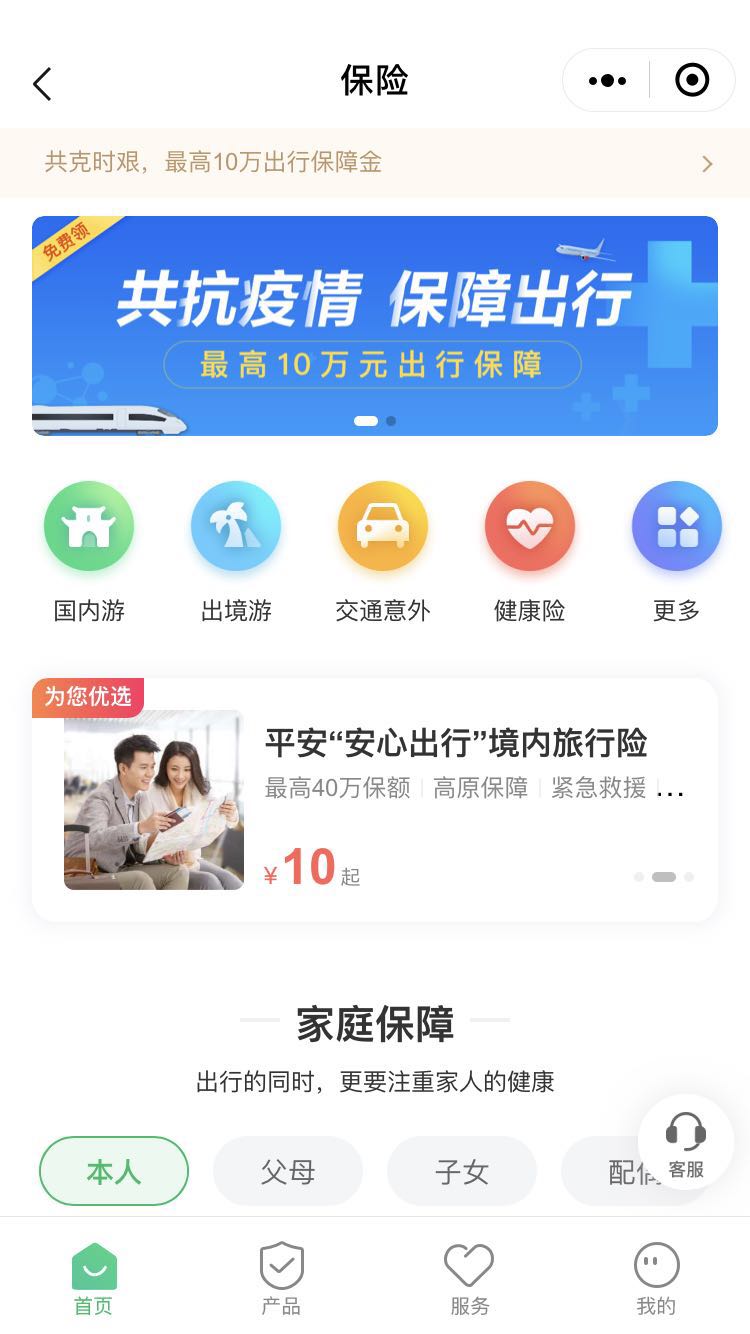 保险
共克时艰，最高10万出行保障金
免费领
共抗疫情 保障出行
最高10万元出行保障
国内游
出境游
交通意外
健康险
更多
为您优选
平安“安心出行”境内旅行险
最高40万保额 高原保障 紧急救援 ...
¥10起
家庭保障
出行的同时，更要注重家人的健康
本人
父母
子女
配偶
客服
首页
产品
服务
我的